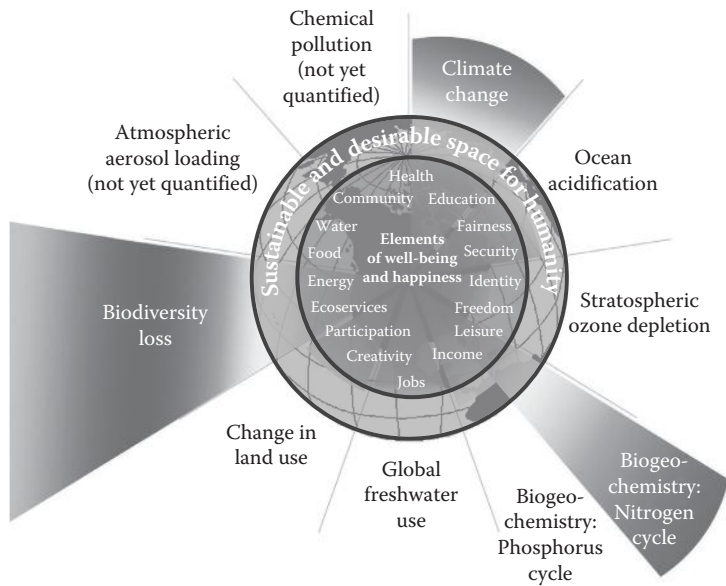 Chemical
pollution
(not yet
quantified)
Climate
change
Atmospheric
aerosol loading
(not yet quantified)
Ocean
acidification
Sustainable and desirable space for humanity
Health
Community
Education
Water
Fairness
Elements
of well-being
and happiness
Food
Security
Energy
Identity
Ecoservices
Freedom
Participation
Leisure
Creativity
Income
Jobs
Biodiversity
loss
Stratospheric
ozone depletion
Change in
land use
Global
freshwater
use
Biogeo-
chemistry:
Phosphorus
cycle
Biogeo-
chemistry:
Nitrogen
cycle